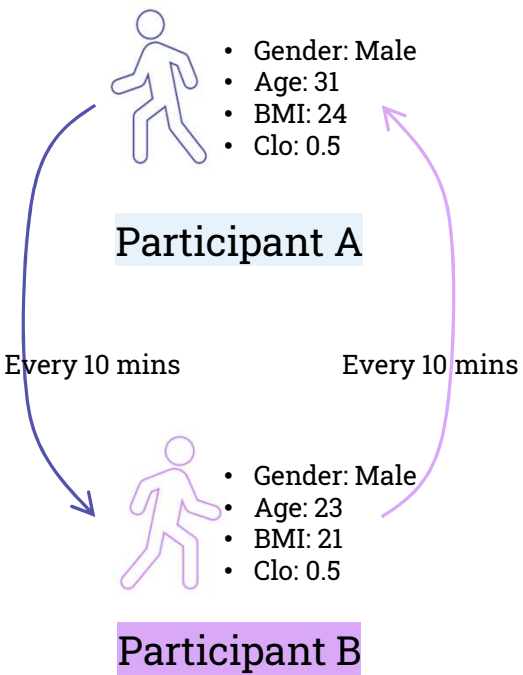 • Gender: Male
• Age: 31
• BMI: 24
• Clo: 0.5
Participant A
Every 10 mins
Every 10 mins
• Gender: Male
• Age: 23
• BMI: 21
• Clo: 0.5
Participant B